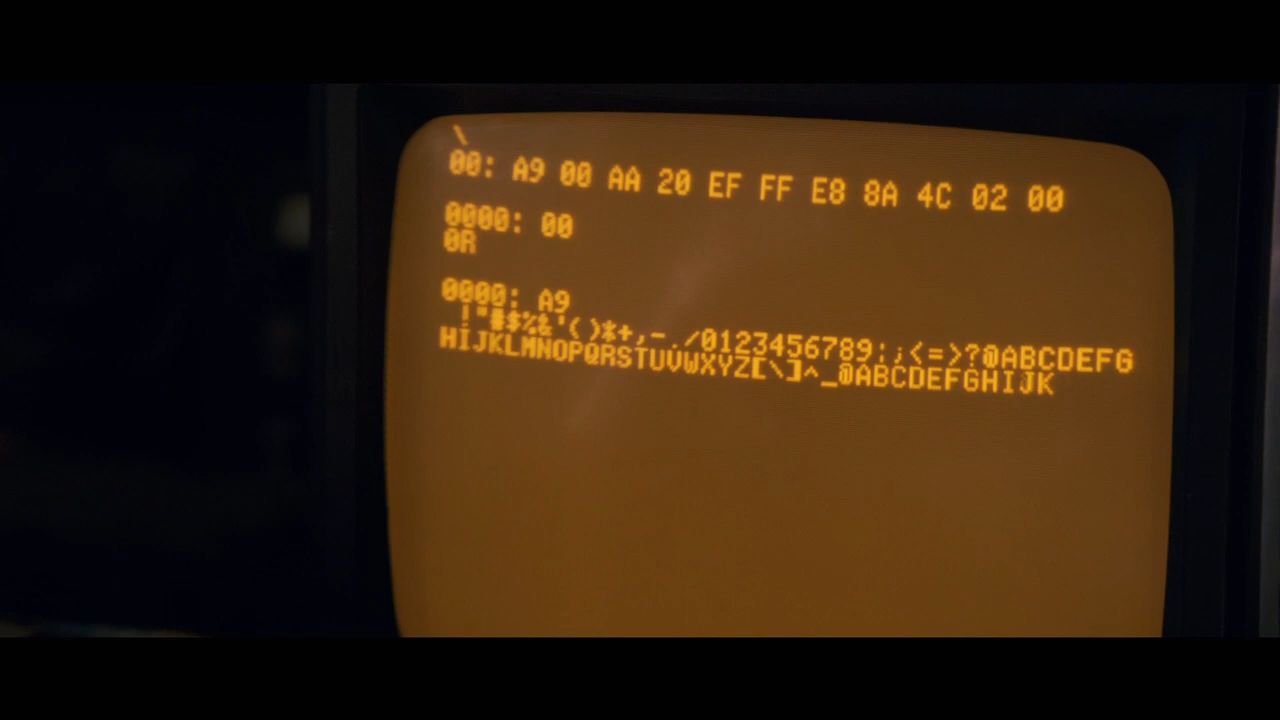 \
00: A9 00 AA 20 EF FF E8 8A 4C 02 00
0000: 00
0R
0000: A9
!"#$%&'()*+,-./0123456789:;<=>?@ABCDEFG
HIJKLMNOPQRSTUVWXYZ[\]^_@ABCDEFGHIJK